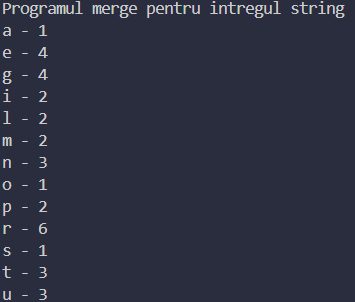 Programul merge pentru intregul string
a - 1
e - 4
g - 4
i - 2
l - 2
m - 2
n - 3
o - 1
p - 2
r - 6
s - 1
t - 3
u - 3